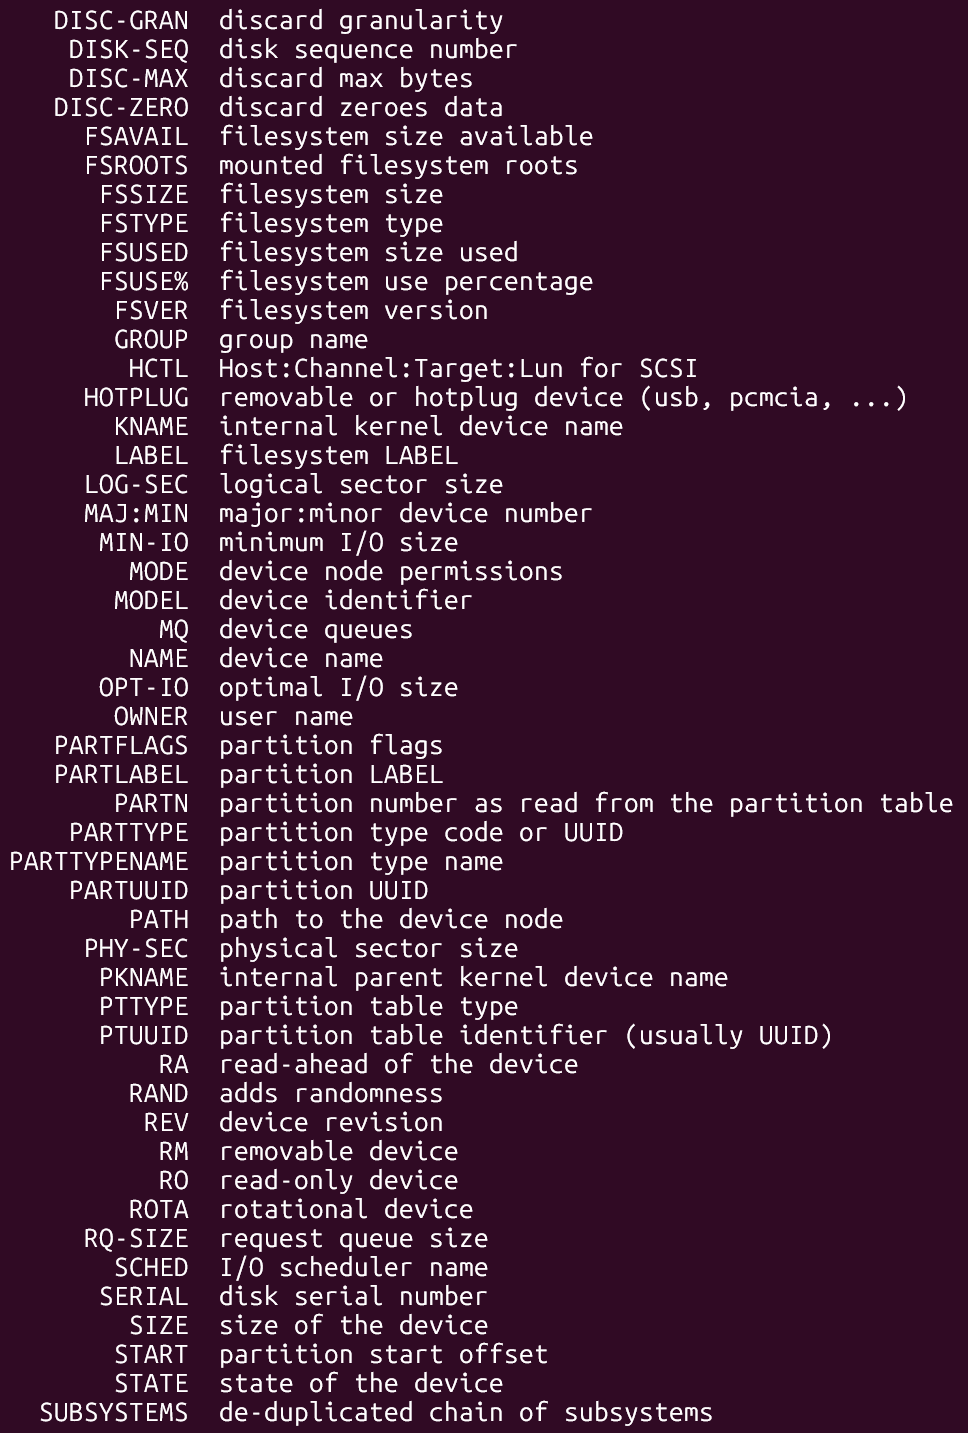 DISC-GRAN  discard granularity
DISK-SEQ  disk sequence number
DISC-MAX  discard max bytes
DISC-ZERO  discard zeroes data
FSAVAIL  filesystem size available
FSROOTS  mounted filesystem roots
FSSIZE  filesystem size
FSTYPE  filesystem type
FSUSED  filesystem size used
FSUSE%  filesystem use percentage
FSVER  filesystem version
GROUP  group name
HCTL  Host:Channel:Target:Lun for SCSI
HOTPLUG  removable or hotplug device (usb, pcmcia, ...)
KNAME  internal kernel device name
LABEL  filesystem LABEL
LOG-SEC  logical sector size
MAJ:MIN  major:minor device number
MIN-IO  minimum I/O size
MODE  device node permissions
MODEL  device identifier
MQ  device queues
NAME  device name
OPT-IO  optimal I/O size
OWNER  user name
PARTFLAGS  partition flags
PARTLABEL  partition LABEL
PARTN  partition number as read from the partition table
PARTTYPE  partition type code or UUID
PARTTYPENAME  partition type name
PARTUUID  partition UUID
PATH  path to the device node
PHY-SEC  physical sector size
PKNAME  internal parent kernel device name
PTTYPE  partition table type
PTUUID  partition table identifier (usually UUID)
RA  read-ahead of the device
RAND  adds randomness
REV  device revision
RM  removable device
RO  read-only device
ROTA  rotational device
RQ-SIZE  request queue size
SCHED  I/O scheduler name
SERIAL  disk serial number
SIZE  size of the device
START  partition start offset
STATE  state of the device
SUBSYSTEMS  de-duplicated chain of subsystems